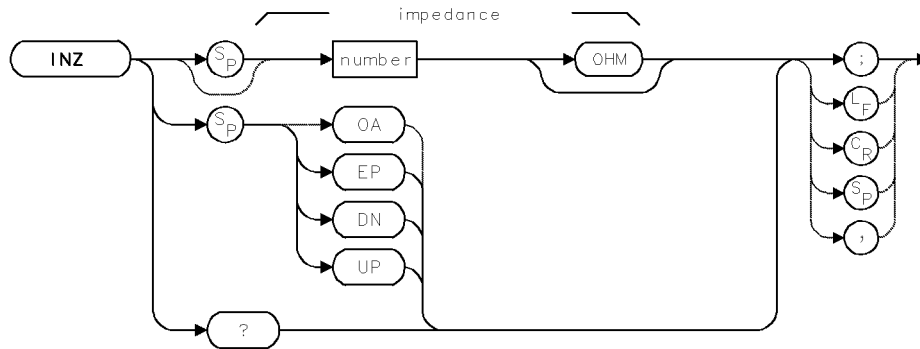 impedance
INZ SP number OHM ;
LF
SP OA CR
EP SP
DN ,
UP
?